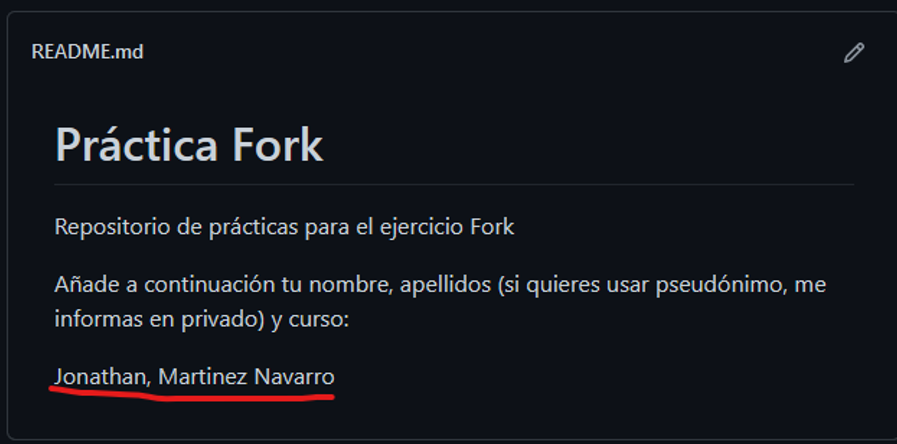 README.md
Práctica Fork
Repositorio de prácticas para el ejercicio Fork
Añade a continuación tu nombre, apellidos (si quieres usar pseudónimo, me
informas en privado) y curso:
Jonathan, Martinez Navarro